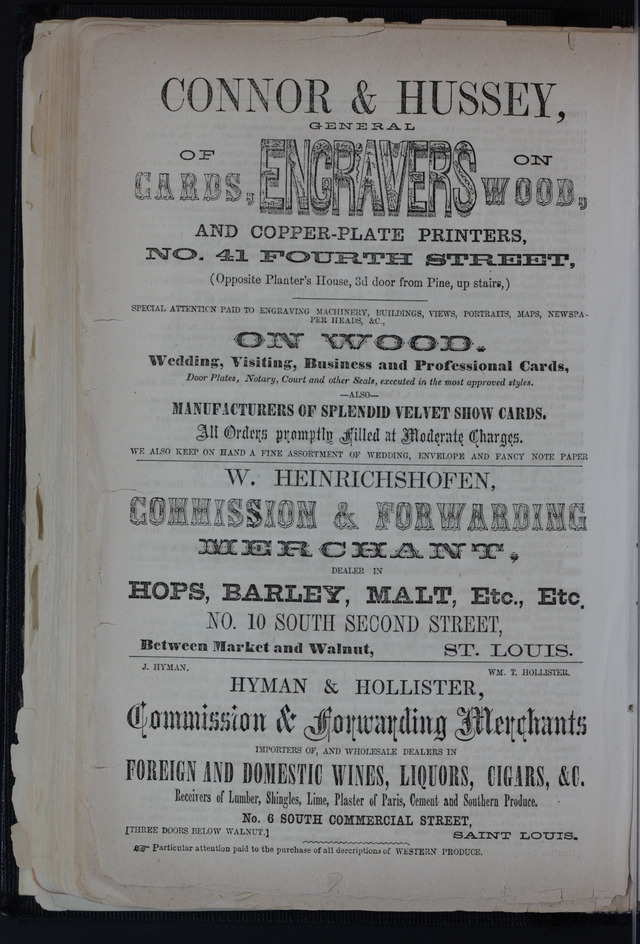 CONNOR & HUSSEY,
GENERAL
OF ENGRAVERS ON
CARDS, WOOD,
AND COPPER-PLATE PRINTERS,
NO. 41 FOURTH STREET,
(Opposite Planter's House, 3d door from Pine, up stairs,)
SPECIAL ATTENTION PAID TO ENGRAVING MACHINERY, BUILDINGS, VIEWS, PORTRAITS, MAPS, NEWSPA-
PER HEADS, &C.,
ON WOOD.
Wedding, Visiting, Business and Professional Cards,
Door Plates, Notary, Court and other Seals, executed in the most approved styles.
—ALSO—
MANUFACTURERS OF SPLENDID VELVET SHOW CARDS.
All Orders promptly Filled at Moderate Charges.
WE ALSO KEEP ON HAND A FINE ASSORTMENT OF WEDDING, ENVELOPE AND FANCY NOTE PAPER
W. HEINRICHSHOFEN,
COMMISSION & FORWARDING
MERCHANT,
DEALER IN
HOPS, BARLEY, MALT, Etc., Etc.
NO. 10 SOUTH SECOND STREET,
Between Market and Walnut, ST. LOUIS.
J. HYMAN. WM. T. HOLLISTER.
HYMAN & HOLLISTER,
Commission & Forwarding Merchants
IMPORTERS OF, AND WHOLESALE DEALERS IN
FOREIGN AND DOMESTIC WINES, LIQUORS, CIGARS, &C.
Receivers of Lumber, Shingles, Lime, Plaster of Paris, Cement and Southern Produce.
No. 6 SOUTH COMMERCIAL STREET,
[THREE DOORS BELOW WALNUT.] SAINT LOUIS.
☞ Particular attention paid to the purchase of all dercriptions of WESTERN PRODUCE.